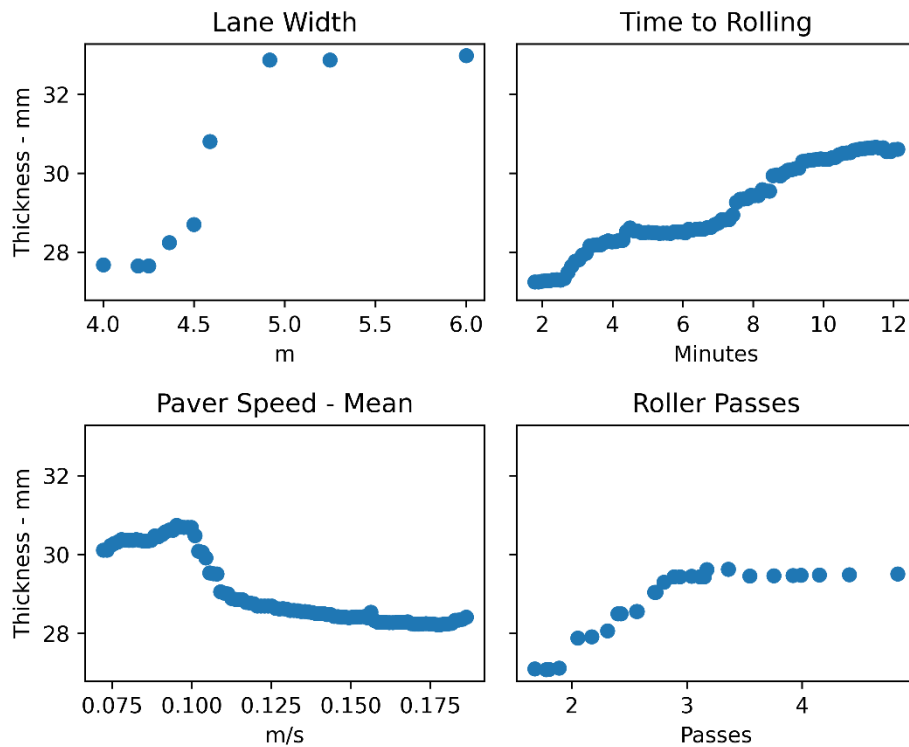 Lane Width
Time to Rolling
Thickness - mm
32
30
28
4.0 4.5 5.0 5.5 6.0
2 4 6 8 10 12
m
Minutes
Paver Speed - Mean
Roller Passes
Thickness - mm
32
30
28
0.075 0.100 0.125 0.150 0.175
2 3 4
m/s
Passes